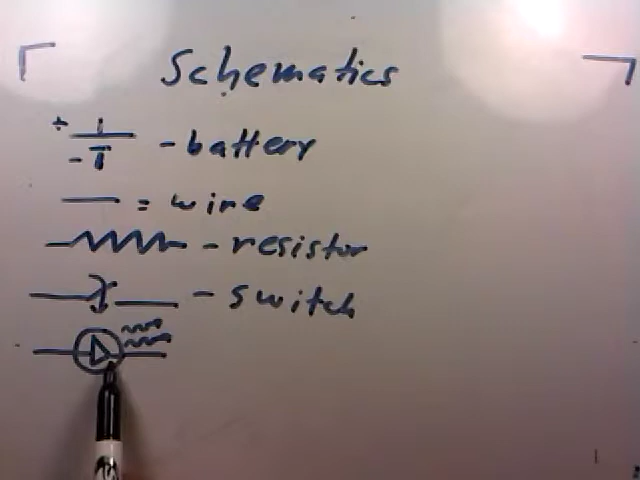 Schematics
+ - - battery
- = wire
- resistor
- switch